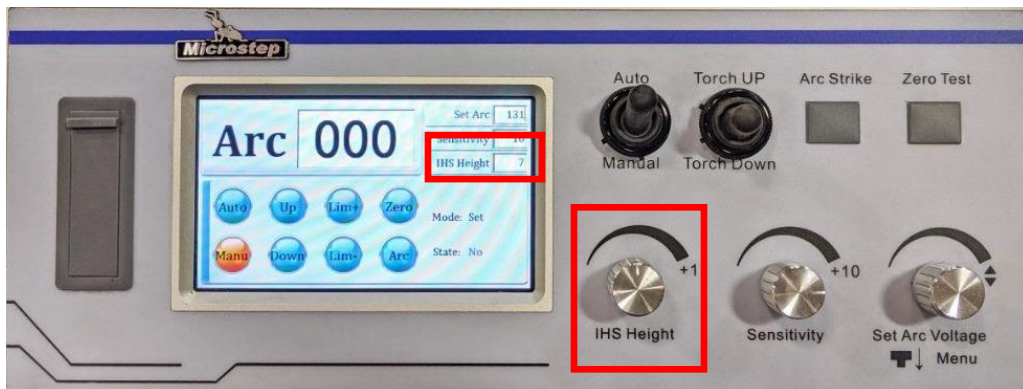 Microstep
Arc 000
Set Arc 131
Sensitivity 10
IHS Height 7
Auto Up Lim+ Zero
Mode: Set
Manu Down Lim- Arc
State: No
Auto
Manual
Torch UP
Torch Down
Arc Strike
Zero Test
+1
IHS Height
+10
Sensitivity
Set Arc Voltage
Menu